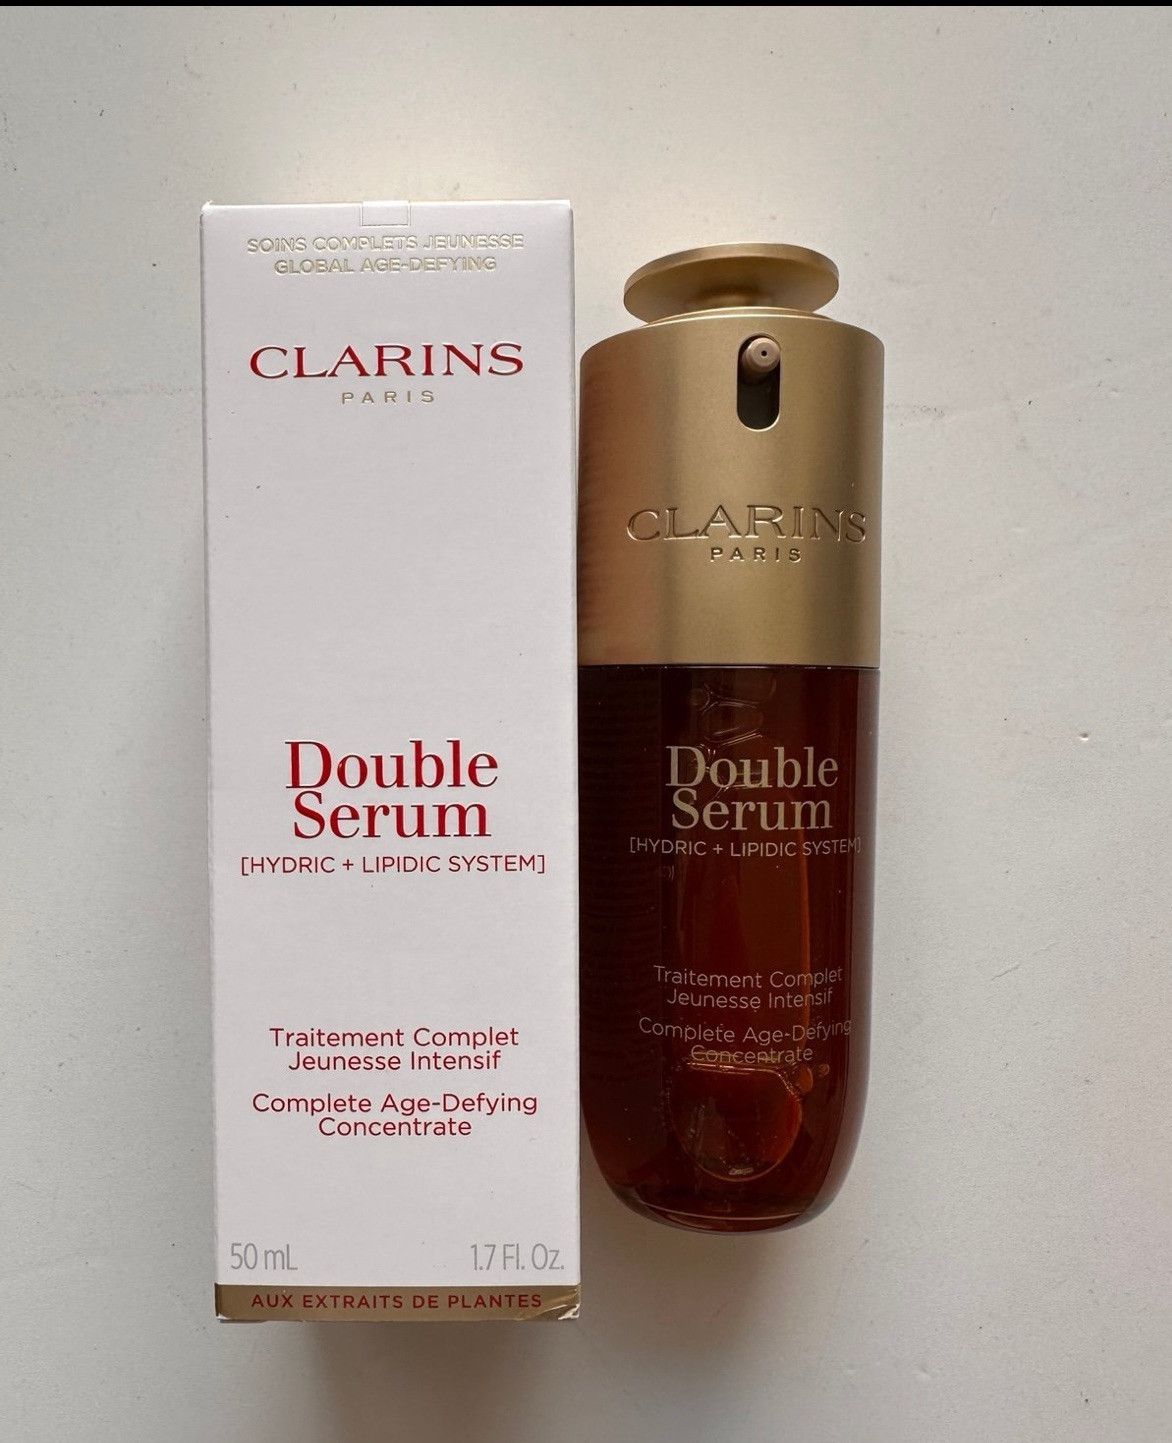 SOINS COMPLETS JEUNESSE
GLOBAL AGE-DEFYING
CLARINS
PARIS
Double
Serum
[HYDRIC + LIPIDIC SYSTEM]
Traitement Complet
Jeunesse Intensif
Complete Age-Defying
Concentrate
50 mL 1.7 Fl. Oz.
AUX EXTRAITS DE PLANTES
CLARINS
PARIS
Double
Serum
[HYDRIC + LIPIDIC SYSTEM]
Traitement Complet
Jeunesse Intensif
Complete Age-Defying
Concentrate